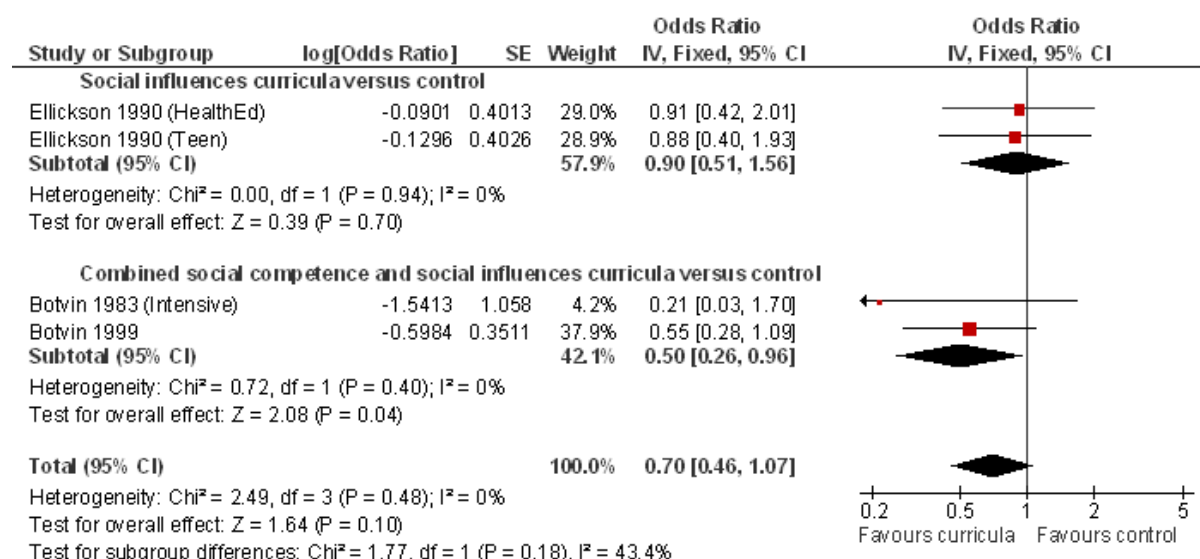 Odds Ratio Odds Ratio
Study or Subgroup log[Odds Ratio] SE Weight IV, Fixed, 95% CI IV, Fixed, 95% CI
Social influences curricula versus control
Ellickson 1990 (HealthEd) -0.0901 0.4013 29.0% 0.91 [0.42, 2.01]
Ellickson 1990 (Teen) -0.1296 0.4026 28.9% 0.88 [0.40, 1.93]
Subtotal (95% CI) 57.9% 0.90 [0.51, 1.56]
Heterogeneity: Chi² = 0.00, df = 1 (P = 0.94); I² = 0%
Test for overall effect: Z = 0.39 (P = 0.70)
Combined social competence and social influences curricula versus control
Botvin 1983 (Intensive) -1.5413 1.058 4.2% 0.21 [0.03, 1.70]
Botvin 1999 -0.5984 0.3511 37.9% 0.55 [0.28, 1.09]
Subtotal (95% CI) 42.1% 0.50 [0.26, 0.96]
Heterogeneity: Chi² = 0.72, df = 1 (P = 0.40); I² = 0%
Test for overall effect: Z = 2.08 (P = 0.04)
Total (95% CI) 100.0% 0.70 [0.46, 1.07]
Heterogeneity: Chi² = 2.49, df = 3 (P = 0.48); I² = 0%
Test for overall effect: Z = 1.64 (P = 0.10)
Test for subgroup differences: Chi² = 1.77, df = 1 (P = 0.18), I² = 43.4%
0.2 0.5 1 2 5
Favours curricula Favours control